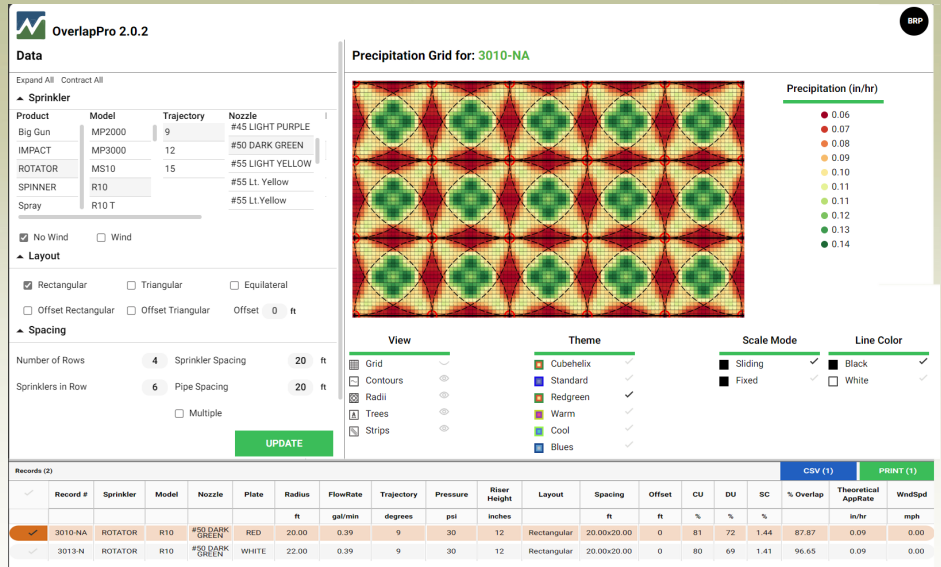 OverlapPro 2.0.2
BRP
Data
Expand All Contract All
Sprinkler
Product Model Trajectory Nozzle
Big Gun MP2000 9 #45 LIGHT PURPLE
IMPACT MP3000 12 #50 DARK GREEN
ROTATOR MS10 15 #55 LIGHT YELLOW
SPINNER R10 #55 Lt. Yellow
Spray R10 T #55 Lt.Yellow
No Wind Wind
Layout
Rectangular Triangular Equilateral
Offset Rectangular Offset Triangular Offset 0 ft
Spacing
Number of Rows 4 Sprinkler Spacing 20 ft
Sprinklers in Row 6 Pipe Spacing 20 ft
Multiple
UPDATE
Precipitation Grid for: 3010-NA
Precipitation (in/hr)
0.06
0.07
0.08
0.09
0.10
0.11
0.11
0.12
0.13
0.14
View
Grid
Contours
Radii
Trees
Strips
Theme
Cubehelix
Standard
Redgreen
Warm
Cool
Blues
Scale Mode
Sliding
Fixed
Line Color
Black
White
Records (2)
CSV (1) PRINT (1)
Record # Sprinkler Model Nozzle Plate Radius FlowRate Trajectory Pressure Riser Height Layout Spacing Offset CU DU SC % Overlap Theoretical AppRate WndSpd
ft gal/min degrees psi inches ft ft % % % in/hr mph
3010-NA ROTATOR R10 #50 DARK GREEN RED 20.00 0.39 9 30 12 Rectangular 20.00x20.00 0 81 72 1.44 87.87 0.09 0.00
3013-N ROTATOR R10 #50 DARK GREEN WHITE 22.00 0.39 9 30 12 Rectangular 20.00x20.00 0 80 69 1.41 96.65 0.09 0.00